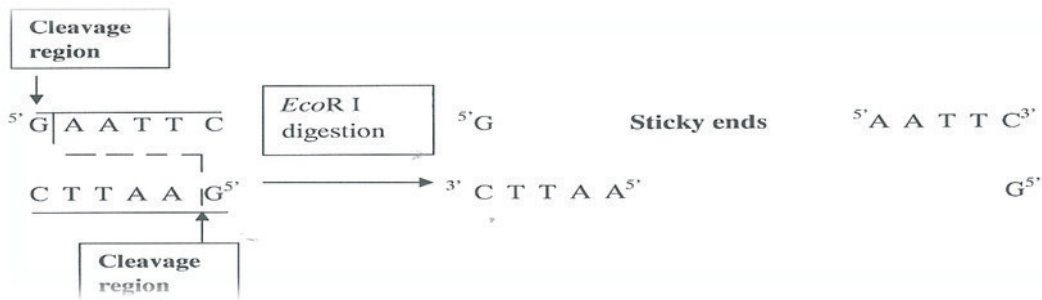 Cleavage
region
5' G A A T T C
EcoR I
digestion
5'G
Sticky ends
5'A A T T C3'
C T T A A G5'
3' C T T A A5'
G5'
Cleavage
region